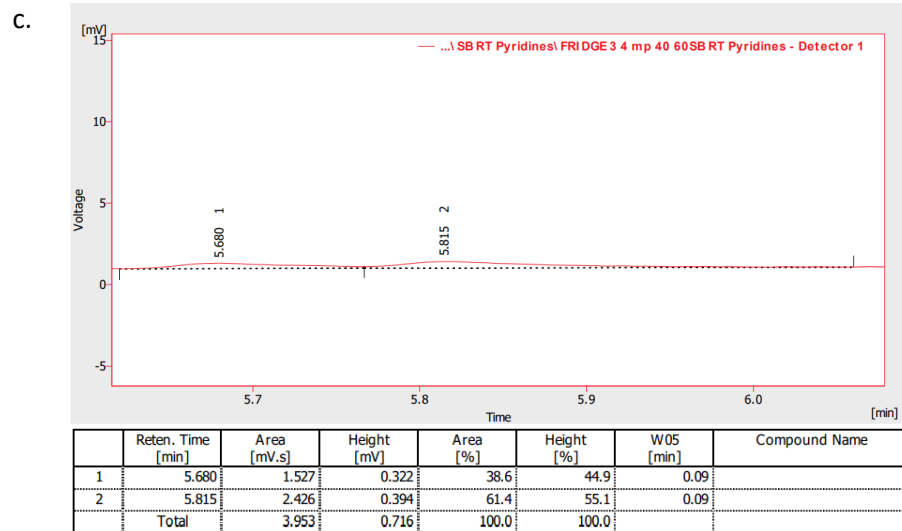 c.
[mV]
— ...\ SB RT Pyridines\ FRIDGE3 4 mp 40 60SB RT Pyridines - Detector 1
15
10
5
0
-5
Voltage
5.680 1
5.815 2
5.7 5.8 5.9 6.0
Time
[min]
Reten. Time Area Height Area Height W05 Compound Name
[min] [mV.s] [mV] [%] [%] [min]
1 5.680 1.527 0.322 38.6 44.9 0.09
2 5.815 2.426 0.394 61.4 55.1 0.09
Total 3.953 0.716 100.0 100.0